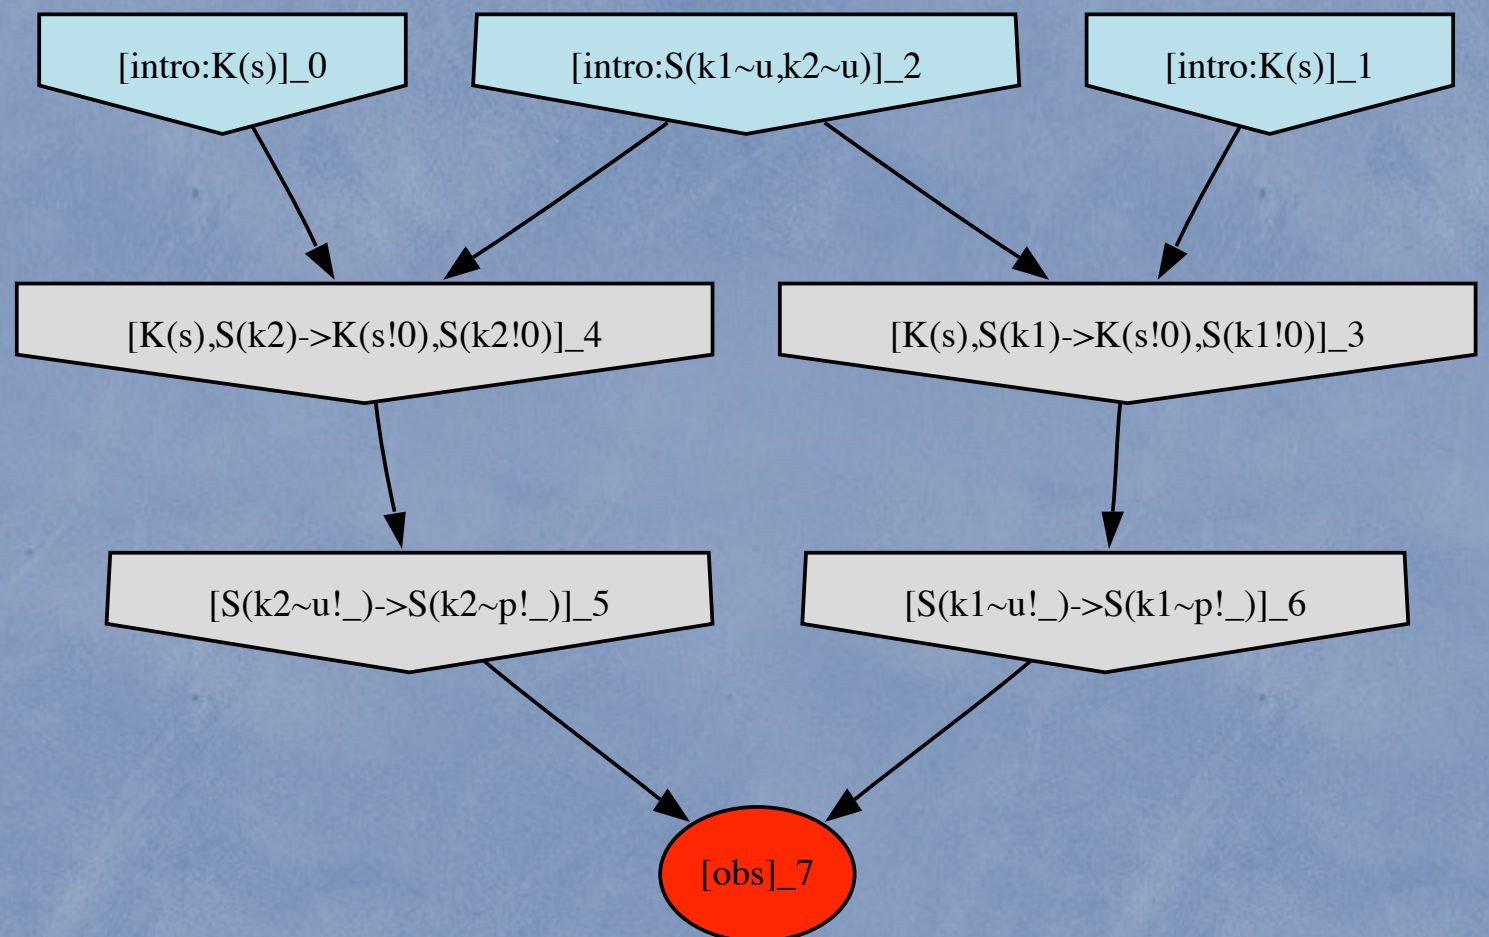 [intro:K(s)]_0
[intro:S(k1~u,k2~u)]_2
[intro:K(s)]_1
[K(s),S(k2)->K(s!0),S(k2!0)]_4
[K(s),S(k1)->K(s!0),S(k1!0)]_3
[S(k2~u!_)->S(k2~p!_)]_5
[S(k1~u!_)->S(k1~p!_)]_6
[obs]_7